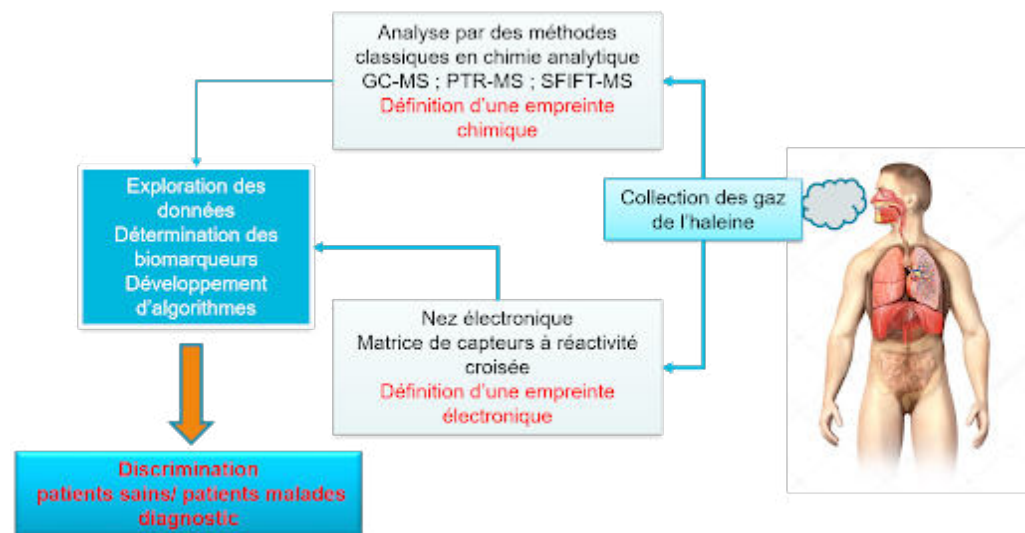 Analyse par des méthodes
classiques en chimie analytique
GC-MS ; PTR-MS ; SFIFT-MS
Définition d'une empreinte
chimique
Exploration des
données
Détermination des
biomarqueurs
Développement
d'algorithmes
Collection des gaz
de l'haleine
Nez électronique
Matrice de capteurs à réactivité
croisée
Définition d'une empreinte
électronique
Discrimination
patients sains/ patients malades
diagnostic